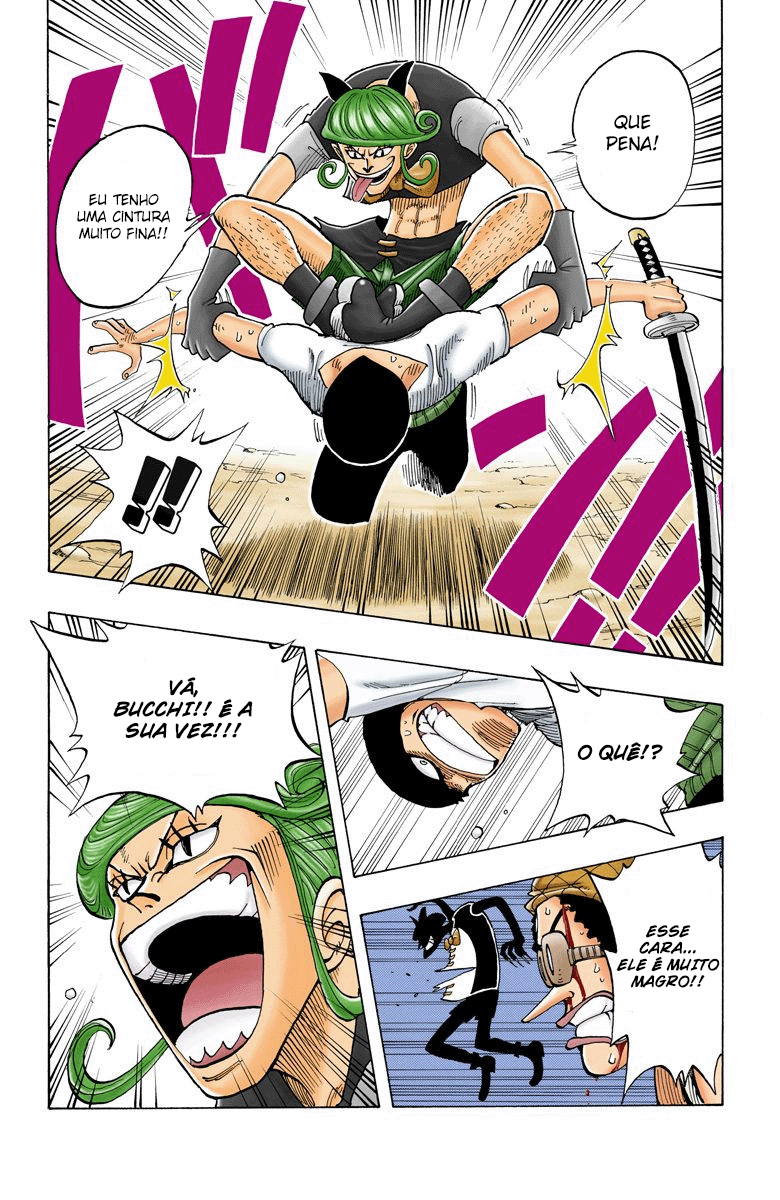 QUE
PENA!
EU TENHO
UMA CINTURA
MUITO FINA!!
!!
O QUÊ!?
ESSE
CARA...
ELE É MUITO
MAGRO!!
VÁ,
BUCCHI!! É A
SUA VEZ!!!